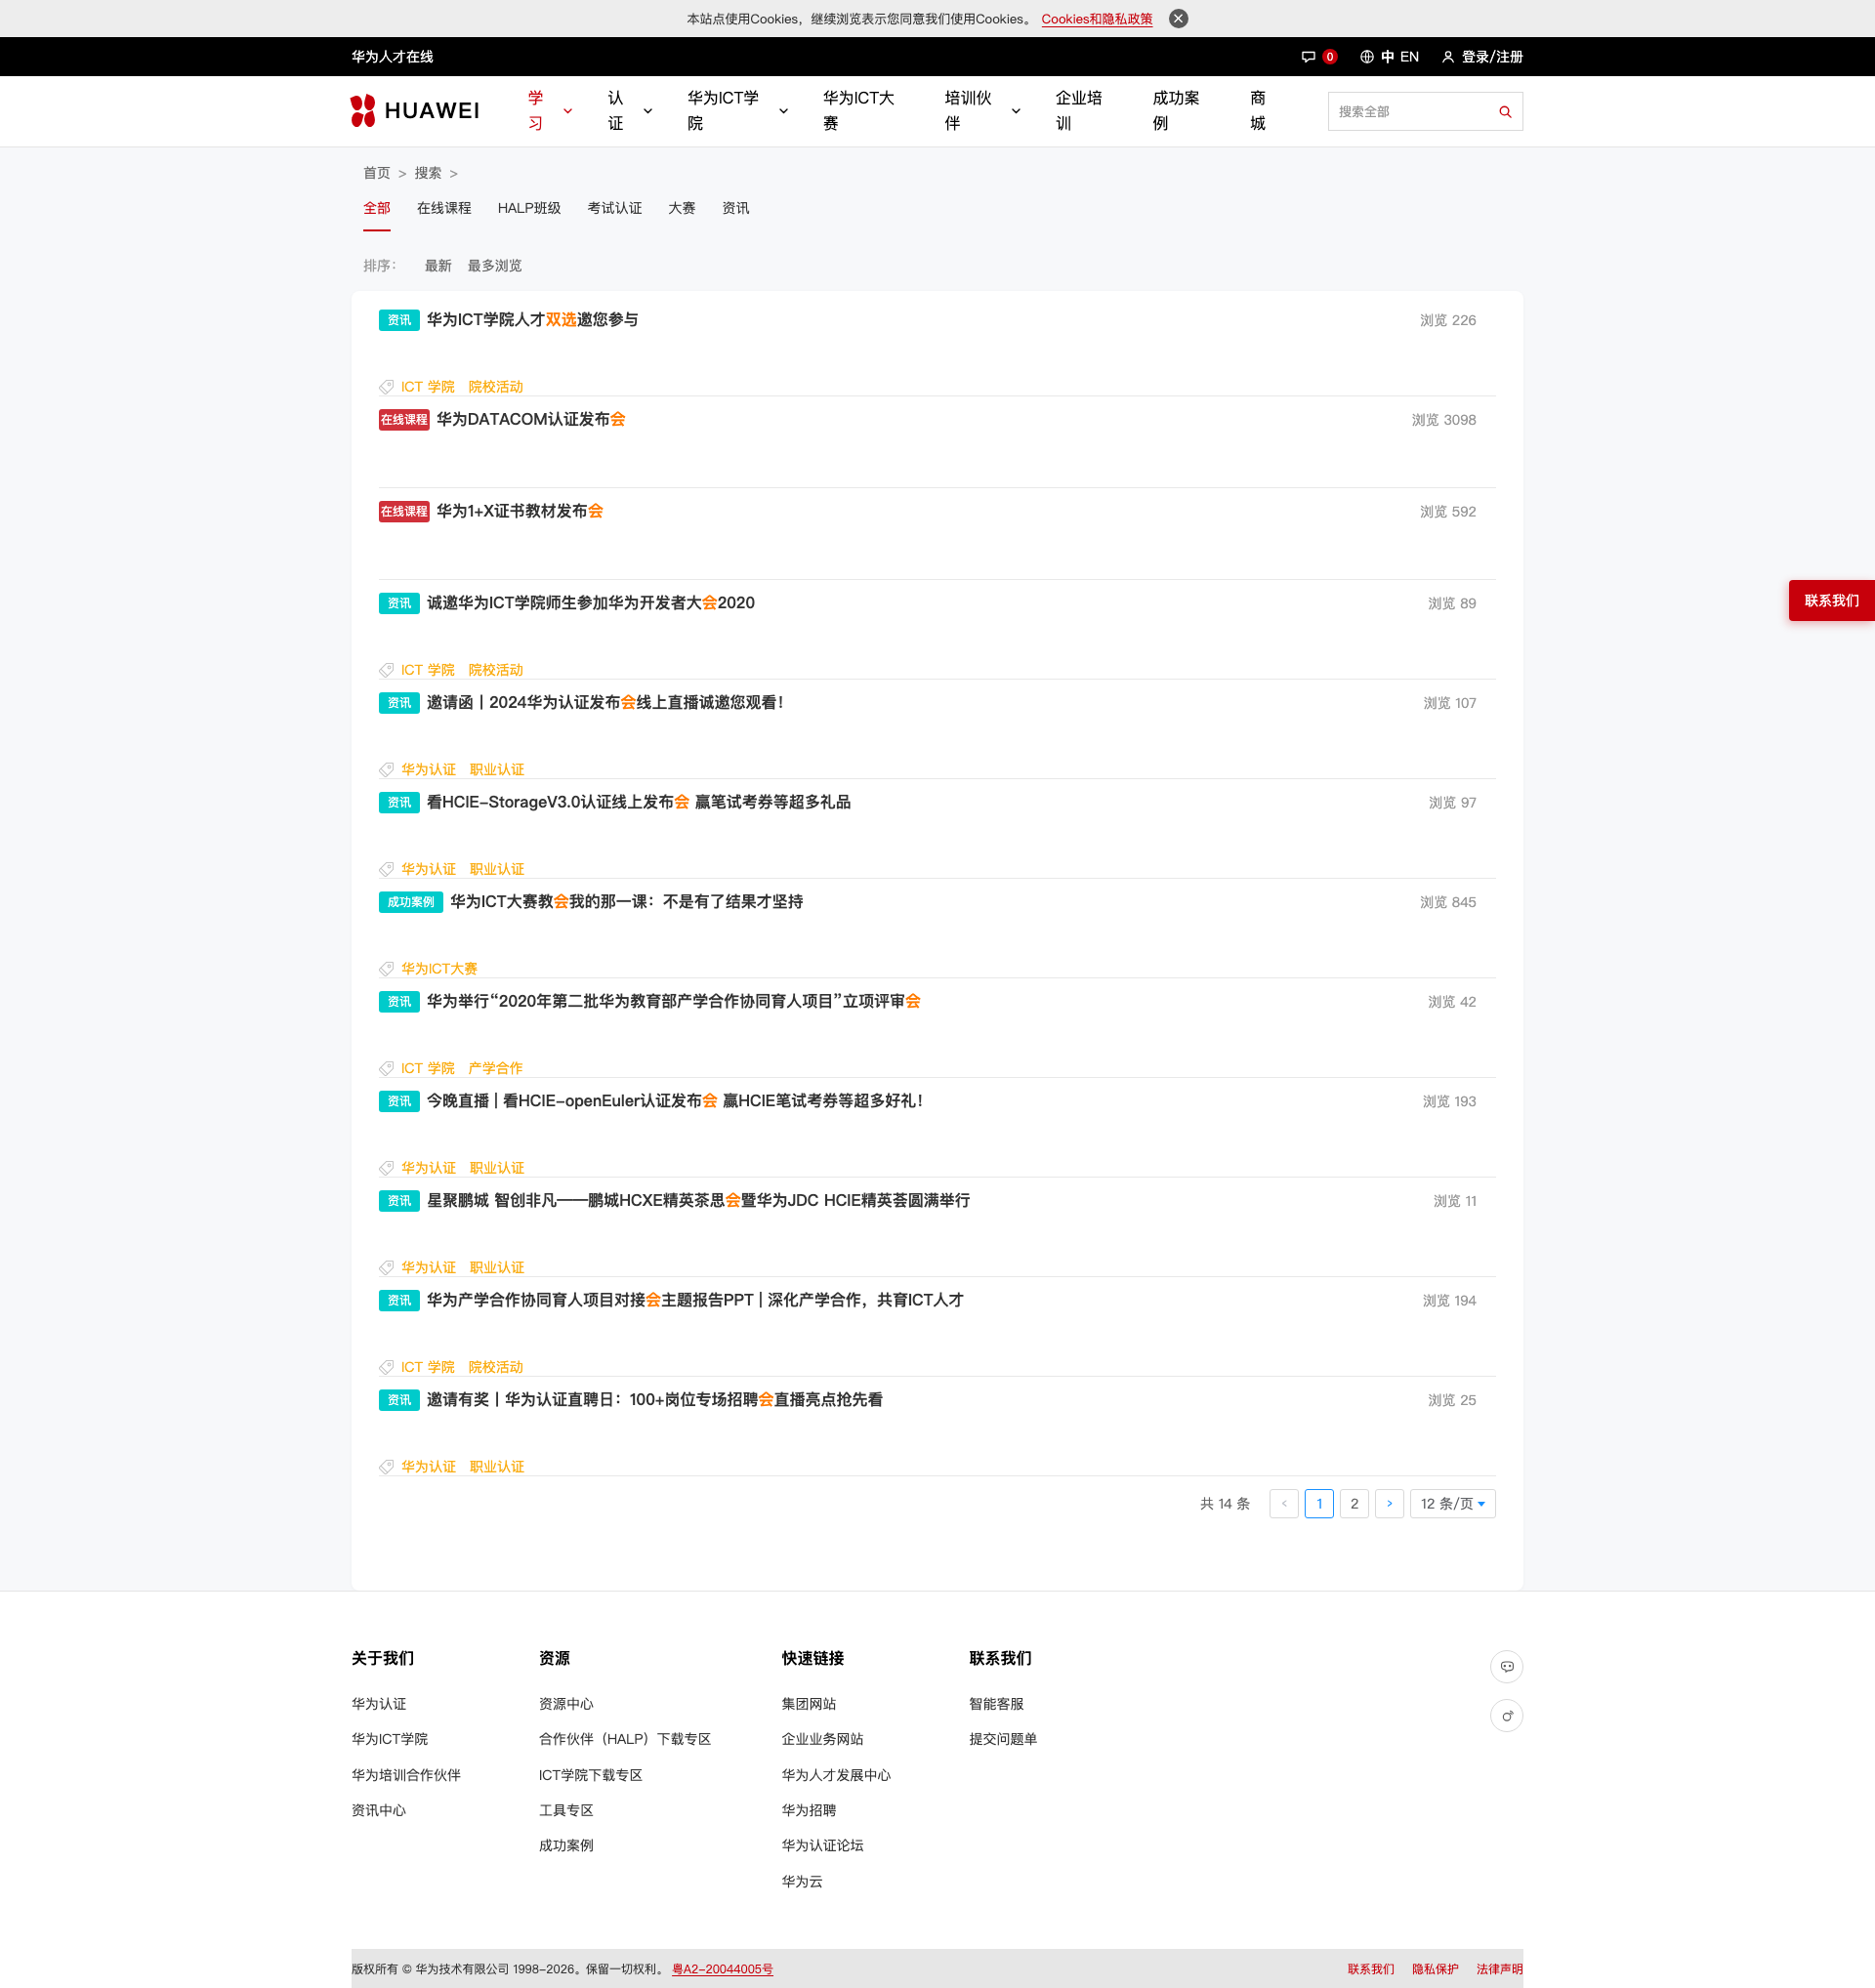 本站点使用Cookies，继续浏览表示您同意我们使用Cookies。 Cookies和隐私政策
华为人才在线 0 中 EN 登录/注册
HUAWEI 学习 认证 华为ICT学院 华为ICT大赛 培训伙伴 企业培训 成功案例 商城 搜索全部
首页 > 搜索 >
全部 在线课程 HALP班级 考试认证 大赛 资讯
排序： 最新 最多浏览
资讯 华为ICT学院人才双选邀您参与 浏览 226
ICT 学院 院校活动
在线课程 华为DATACOM认证发布会 浏览 3098
在线课程 华为1+X证书教材发布会 浏览 592
资讯 诚邀华为ICT学院师生参加华为开发者大会2020 浏览 89
ICT 学院 院校活动
资讯 邀请函丨2024华为认证发布会线上直播诚邀您观看！ 浏览 107
华为认证 职业认证
资讯 看HCIE-StorageV3.0认证线上发布会 赢笔试考券等超多礼品 浏览 97
华为认证 职业认证
成功案例 华为ICT大赛教会我的那一课：不是有了结果才坚持 浏览 845
华为ICT大赛
资讯 华为举行“2020年第二批华为教育部产学合作协同育人项目”立项评审会 浏览 42
ICT 学院 产学合作
资讯 今晚直播 | 看HCIE-openEuler认证发布会 赢HCIE笔试考券等超多好礼！ 浏览 193
华为认证 职业认证
资讯 星聚鹏城 智创非凡——鹏城HCXE精英茶思会暨华为JDC HCIE精英荟圆满举行 浏览 11
华为认证 职业认证
资讯 华为产学合作协同育人项目对接会主题报告PPT | 深化产学合作，共育ICT人才 浏览 194
ICT 学院 院校活动
资讯 邀请有奖丨华为认证直聘日：100+岗位专场招聘会直播亮点抢先看 浏览 25
华为认证 职业认证
共 14 条 < 1 2 > 12 条/页
联系我们
关于我们 资源 快速链接 联系我们
华为认证 资源中心 集团网站 智能客服
华为ICT学院 合作伙伴（HALP）下载专区 企业业务网站 提交问题单
华为培训合作伙伴 ICT学院下载专区 华为人才发展中心
资讯中心 工具专区 华为招聘
成功案例 华为认证论坛
华为云
版权所有 © 华为技术有限公司 1998-2026。保留一切权利。 粤A2-20044005号 联系我们 隐私保护 法律声明